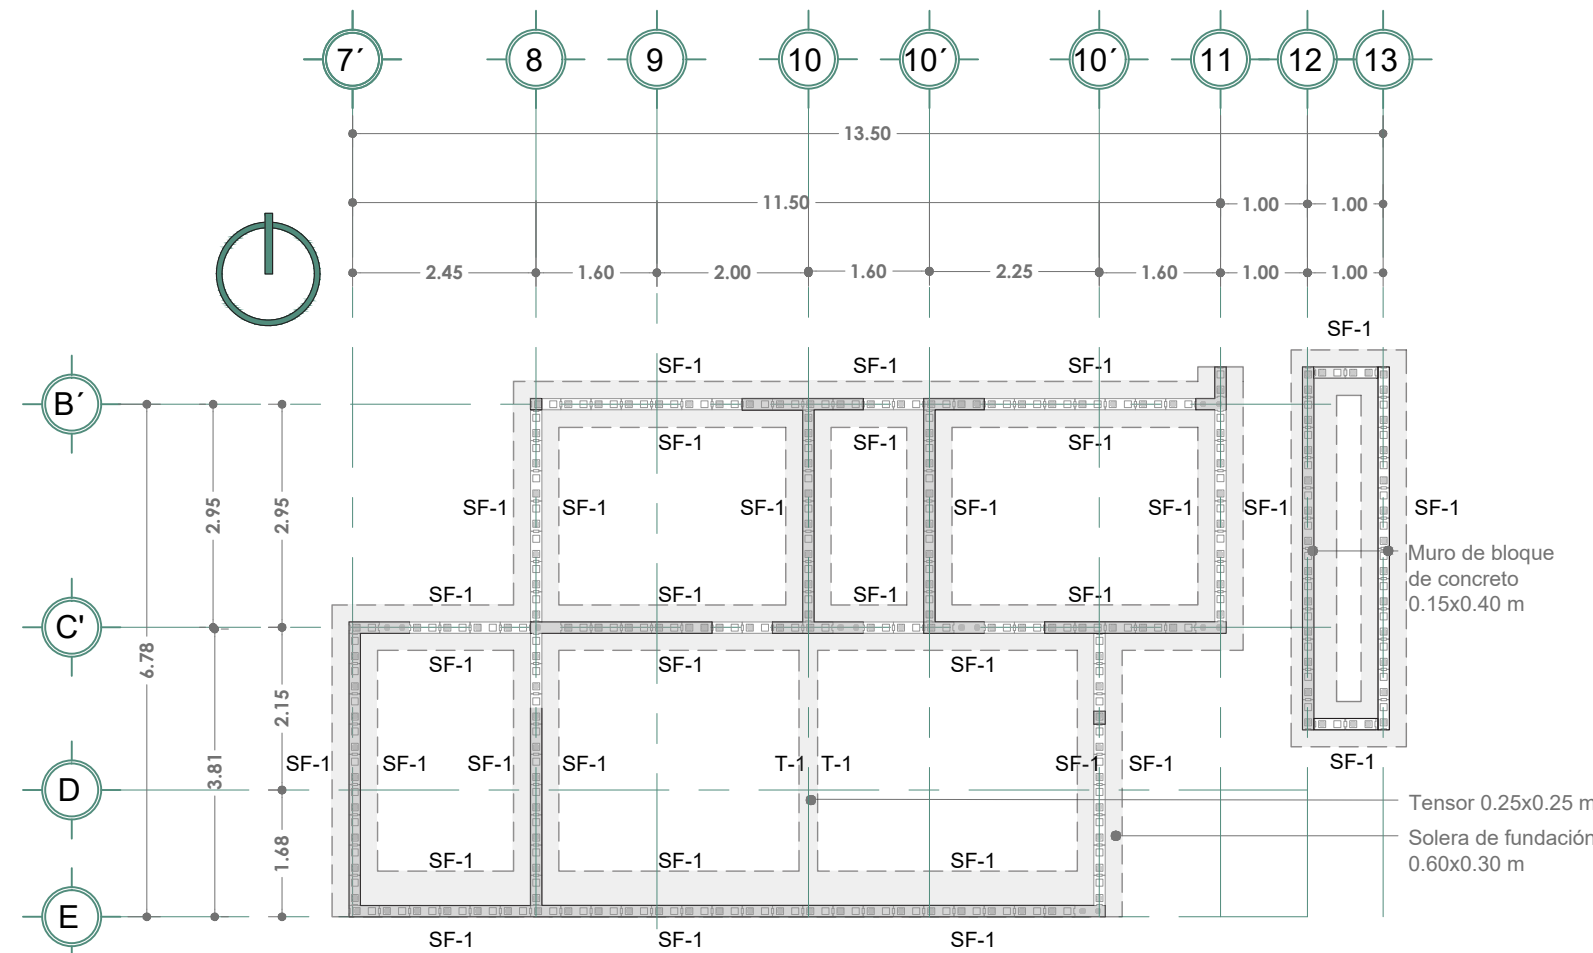 7´ 8 9 10 10´ 10´ 11 12 13
13.50
11.50 1.00 1.00
2.45 1.60 2.00 1.60 2.25 1.60 1.00 1.00
SF-1
SF-1 SF-1 SF-1
B´
SF-1 SF-1 SF-1
2.95 2.95 SF-1 SF-1 SF-1 SF-1 SF-1 SF-1 SF-1
Muro de bloque
de concreto
0.15x0.40 m
SF-1 SF-1 SF-1 SF-1
C'
6.78
SF-1 SF-1 SF-1
2.15
3.81 SF-1 SF-1 SF-1 SF-1 T-1 T-1 SF-1 SF-1 SF-1
D
Tensor 0.25x0.25 m
Solera de fundación
0.60x0.30 m
1.68 SF-1 SF-1 SF-1
E
SF-1 SF-1 SF-1